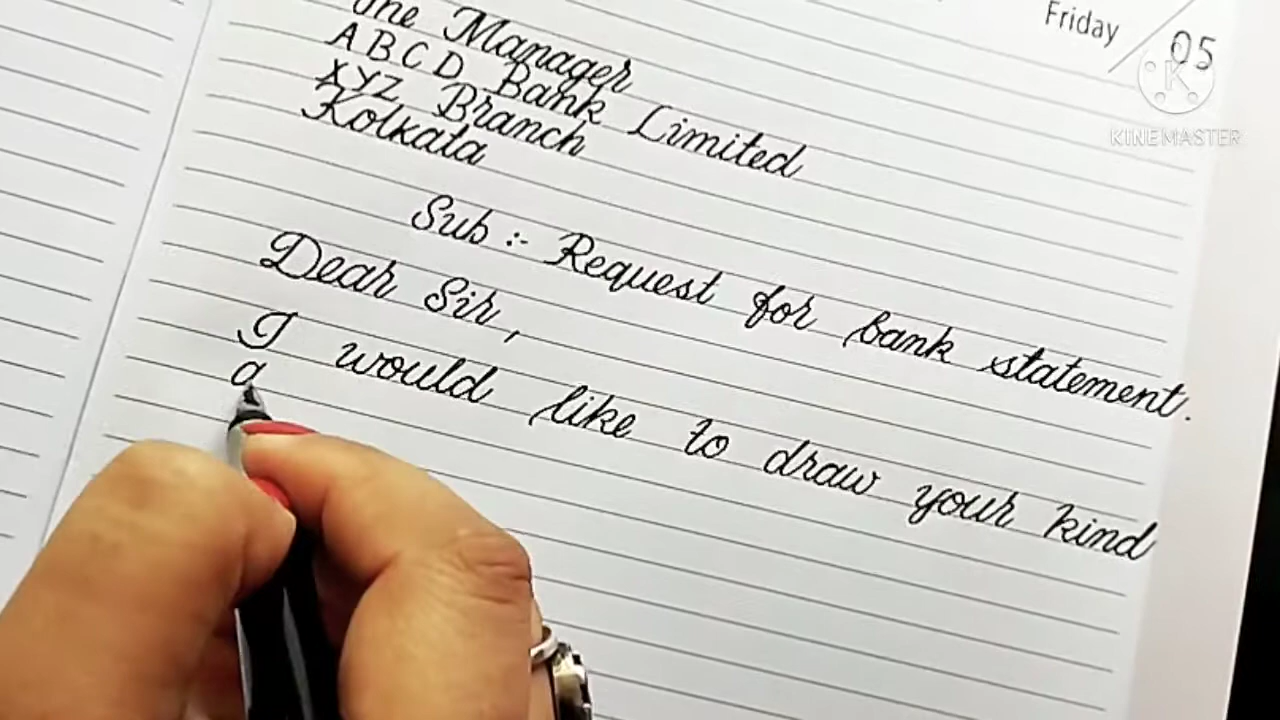 Friday 05
KINEMASTER
The Manager
ABCD Bank Limited
XYZ Branch
Kolkata
Sub :- Request for bank statement.
Dear Sir,
I would like to draw your kind
a